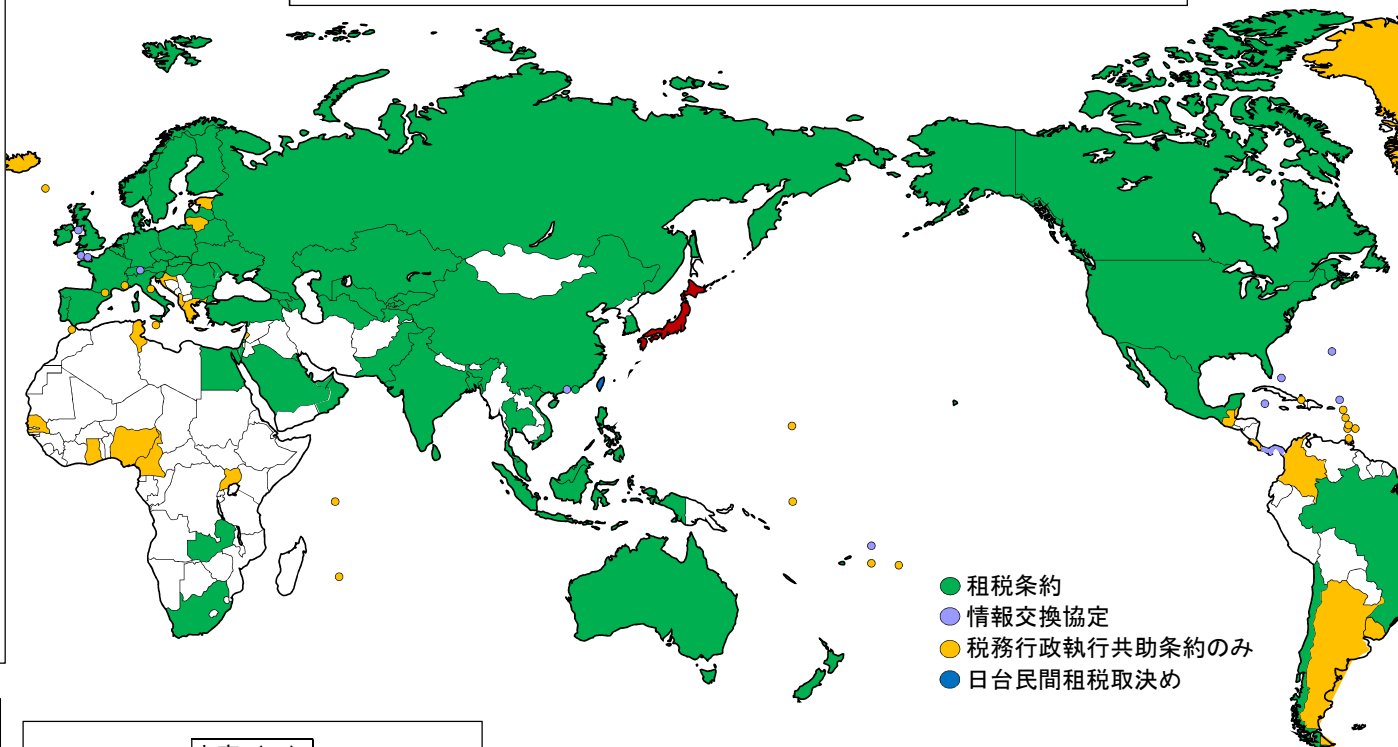 租税条約
情報交換協定
税務行政執行共助条約のみ
日台民間租税取決め